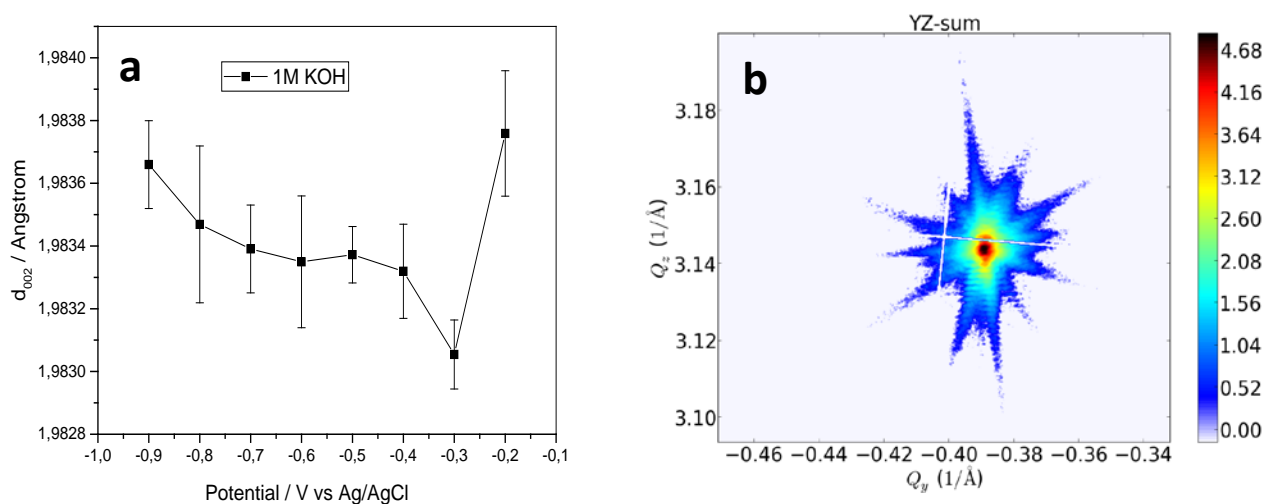 a
1M KOH
1,9840
1,9838
1,9836
1,9834
1,9832
1,9830
1,9828
d002 / Angstrom
-1,0 -0,9 -0,8 -0,7 -0,6 -0,5 -0,4 -0,3 -0,2 -0,1
Potential / V vs Ag/AgCl
YZ-sum
b
3.18
3.16
3.14
3.12
3.10
Qz (1/Å)
−0.46 −0.44 −0.42 −0.40 −0.38 −0.36 −0.34
Qy (1/Å)
4.68
4.16
3.64
3.12
2.60
2.08
1.56
1.04
0.52
0.00